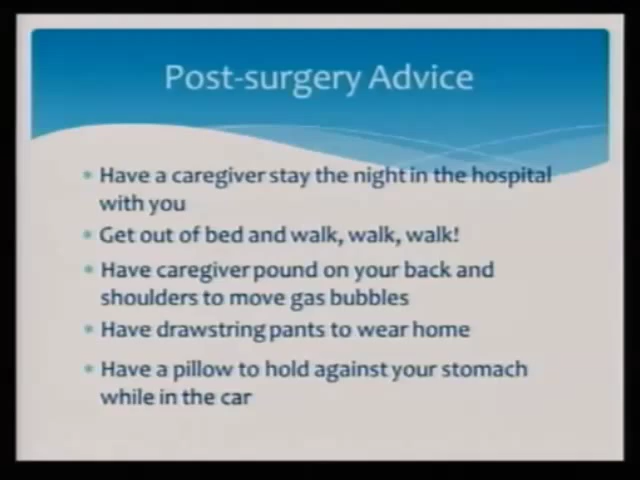 Post-surgery Advice
Have a caregiver stay the night in the hospital
with you
Get out of bed and walk, walk, walk!
Have caregiver pound on your back and
shoulders to move gas bubbles
Have drawstring pants to wear home
Have a pillow to hold against your stomach
while in the car